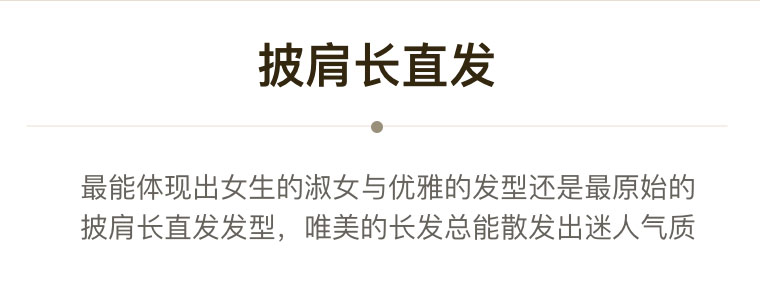 披肩长直发
最能体现出女生的淑女与优雅的发型还是最原始的
披肩长直发发型，唯美的长发总能散发出迷人气质